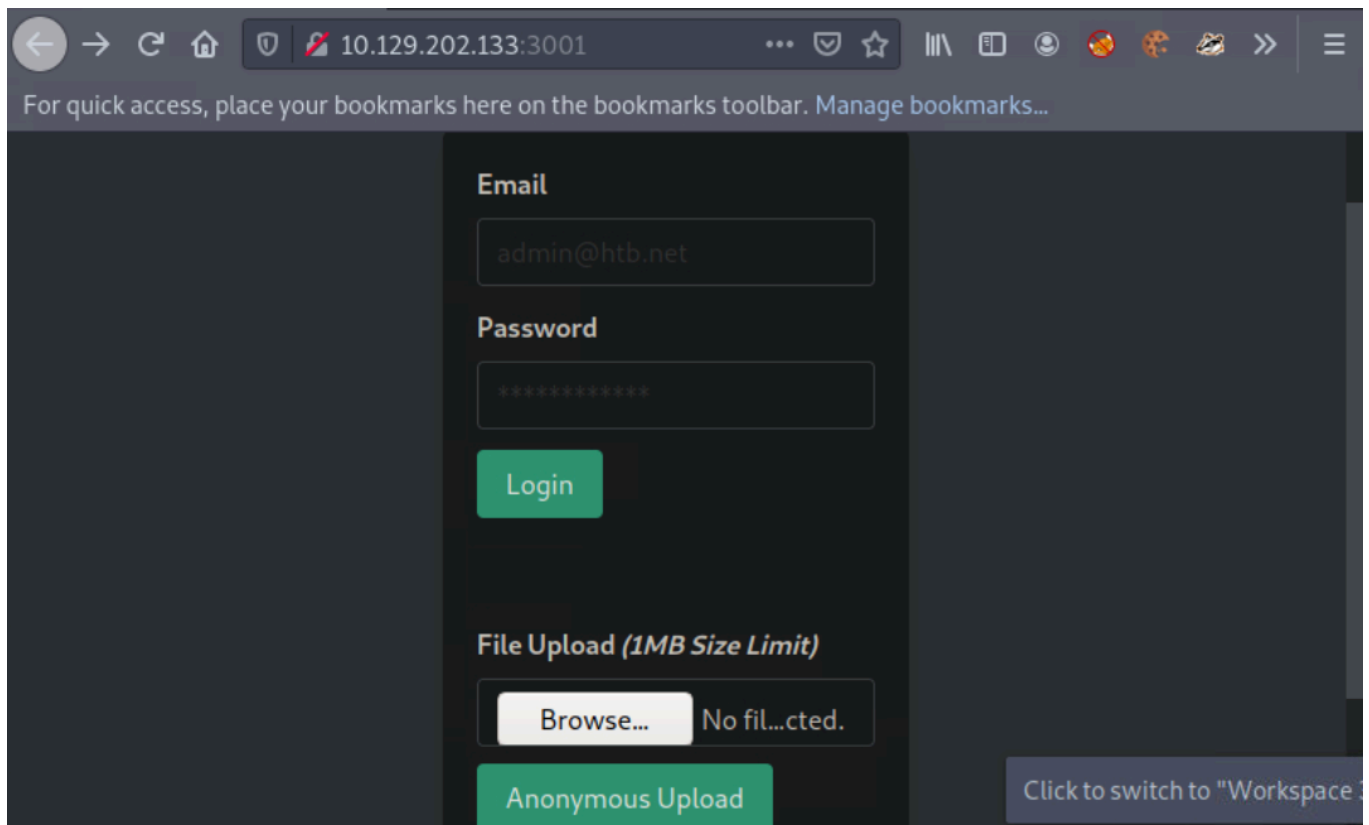 10.129.202.133:3001
For quick access, place your bookmarks here on the bookmarks toolbar. Manage bookmarks...
Email
admin@htb.net
Password
************
Login
File Upload (1MB Size Limit)
Browse... No fil...cted.
Anonymous Upload
Click to switch to "Workspace